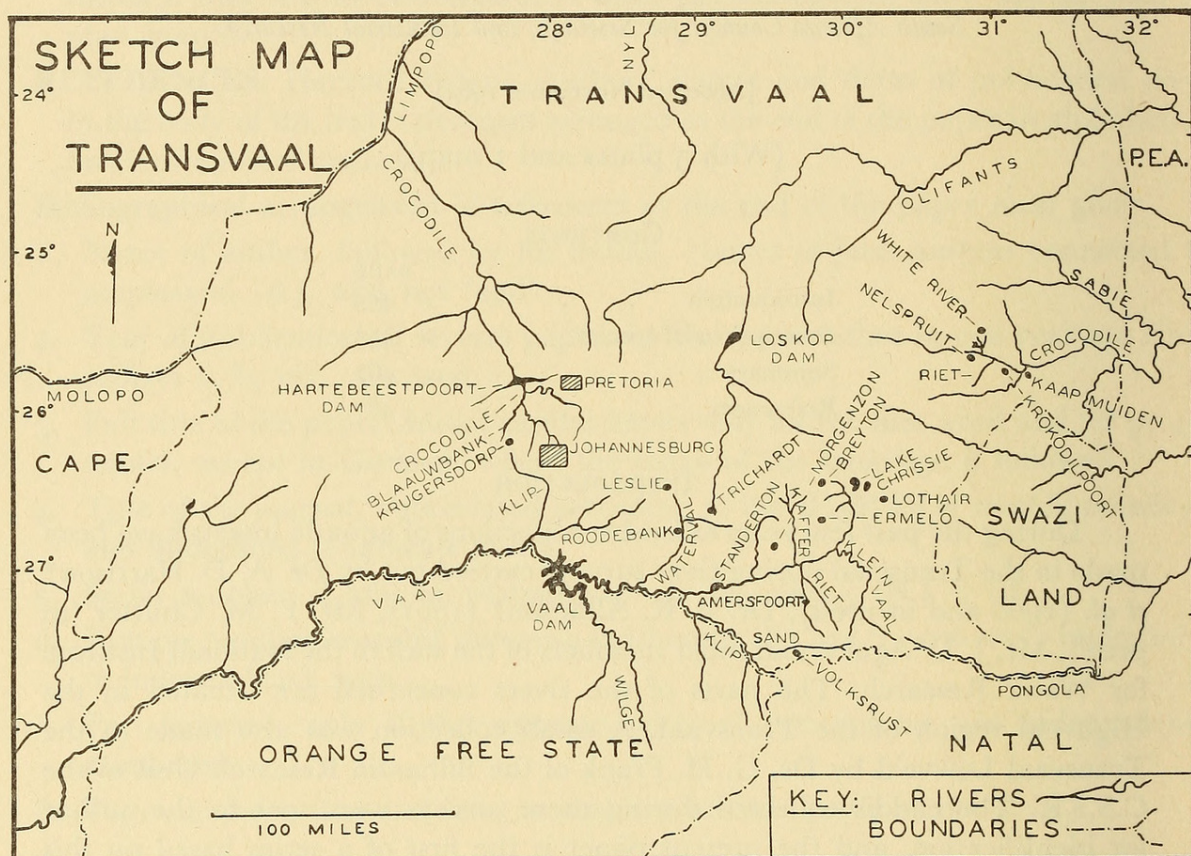 SKETCH MAP
OF
TRANSVAAL
28°
29°
30°
31°
32°
24°
25°
26°
27°
N
LIMPOPO
NYL
TRANSVAAL
P.E.A.
CROCODILE
OLIFANTS
WHITE RIVER
NELSPRUIT
SABIE
CROCODILE
RIET
KAAP MUIDEN
KROKODILPOORT
LOSKOP
DAM
MOLOPO
HARTEBEESTPOORT
DAM
PRETORIA
CAPE
CROCODILE
BLAAUWBANK
KRUGERSDORP
JOHANNESBURG
KLIP
LESLIE
ROODEBANK
WATERVAL
TRICHARDT
STANDERTON
KAFFER
MORGENZON
BREYTON
LAKE
CHRISSIE
LOTHAIR
ERMELO
SWAZI
LAND
VAAL
VAAL
DAM
AMERSFOORT
RIET
KLEIN
VAAL
KLIP
SAND
VOLKSRUST
PONGOLA
WILGE
ORANGE FREE STATE
NATAL
100 MILES
KEY: RIVERS
BOUNDARIES